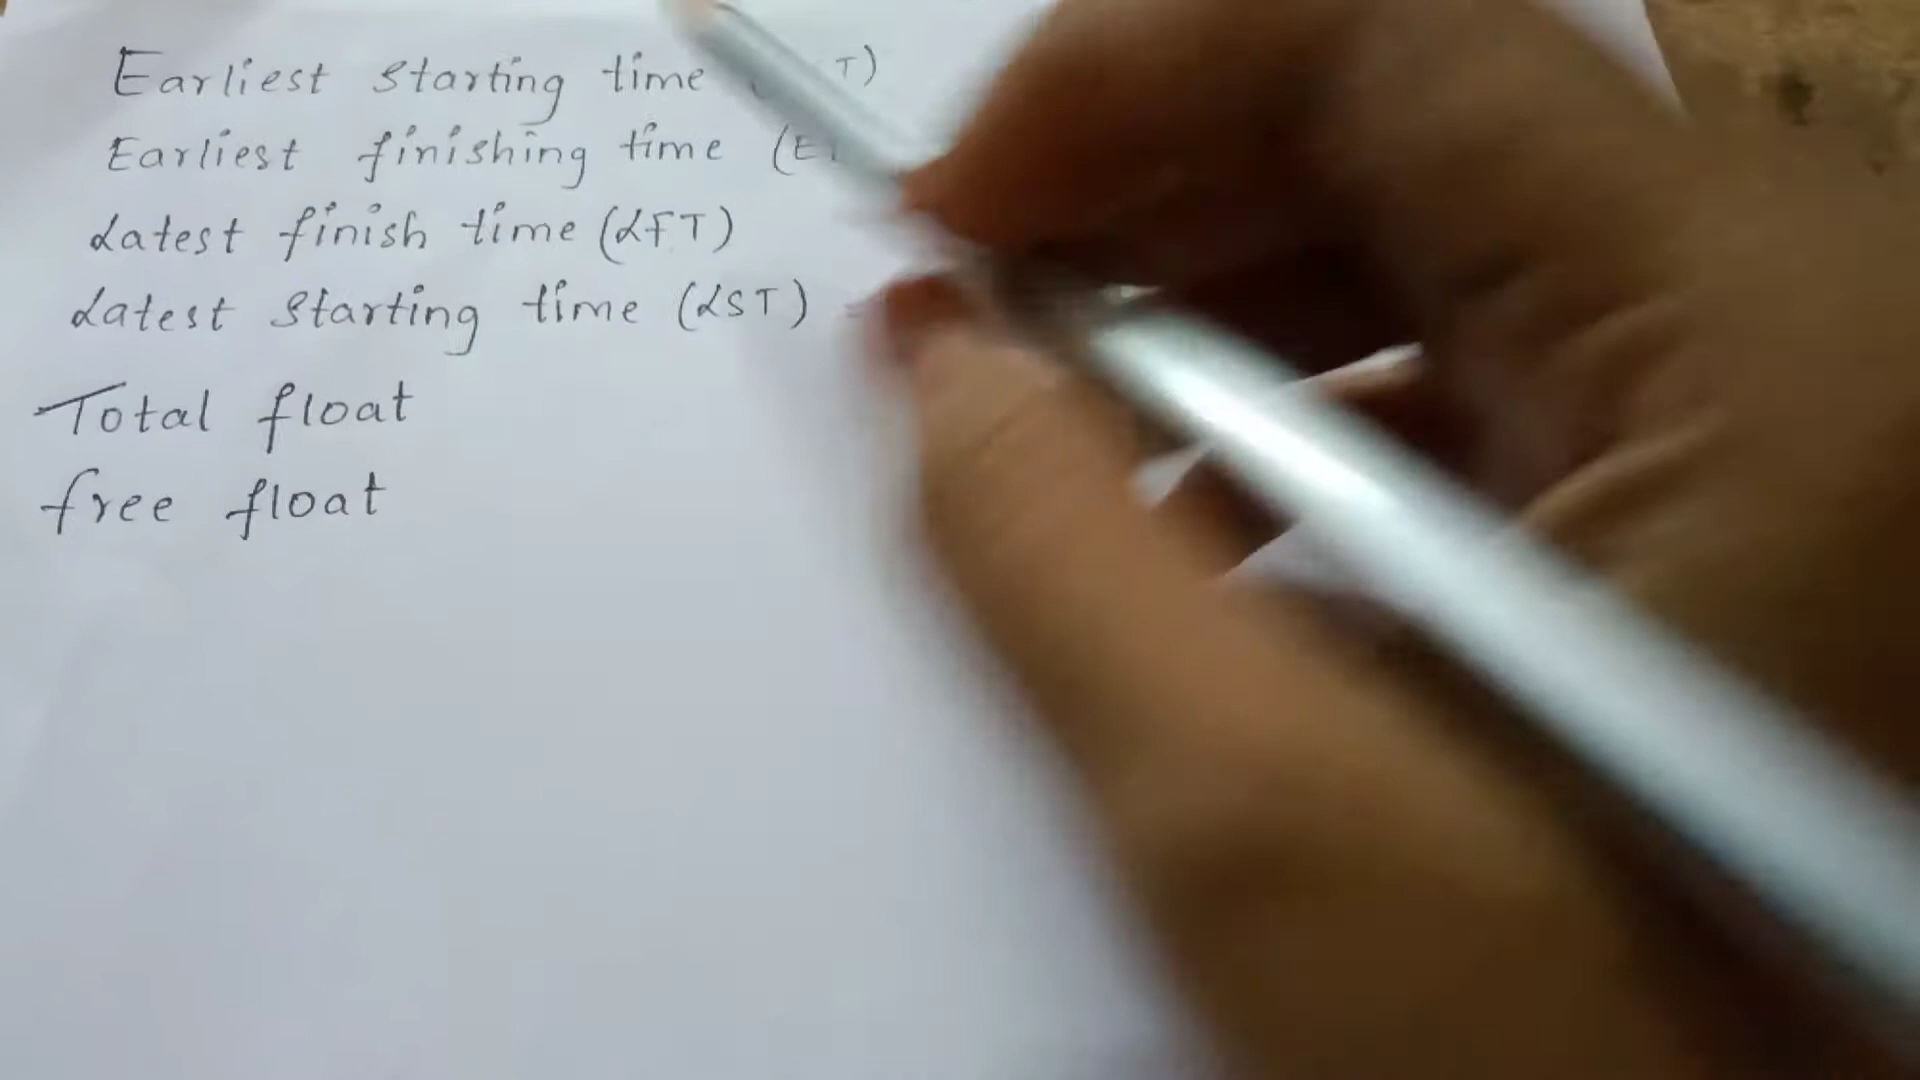 Earliest starting time T)
Earliest finishing time (E
Latest finish time (LFT)
Latest starting time (LST) =
Total float
free float